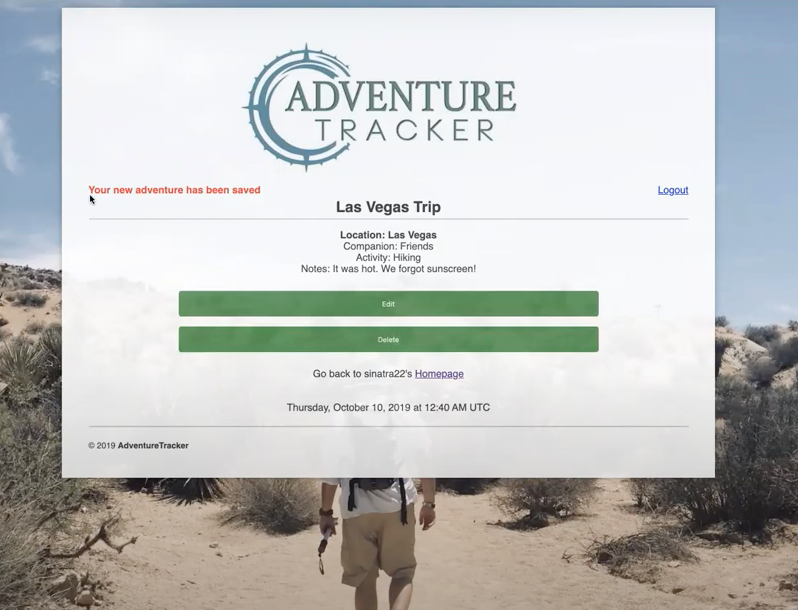 ADVENTURE
TRACKER
Your new adventure has been saved
Logout
Las Vegas Trip
Location: Las Vegas
Companion: Friends
Activity: Hiking
Notes: It was hot. We forgot sunscreen!
Edit
Delete
Go back to sinatra22's Homepage
Thursday, October 10, 2019 at 12:40 AM UTC
© 2019 AdventureTracker